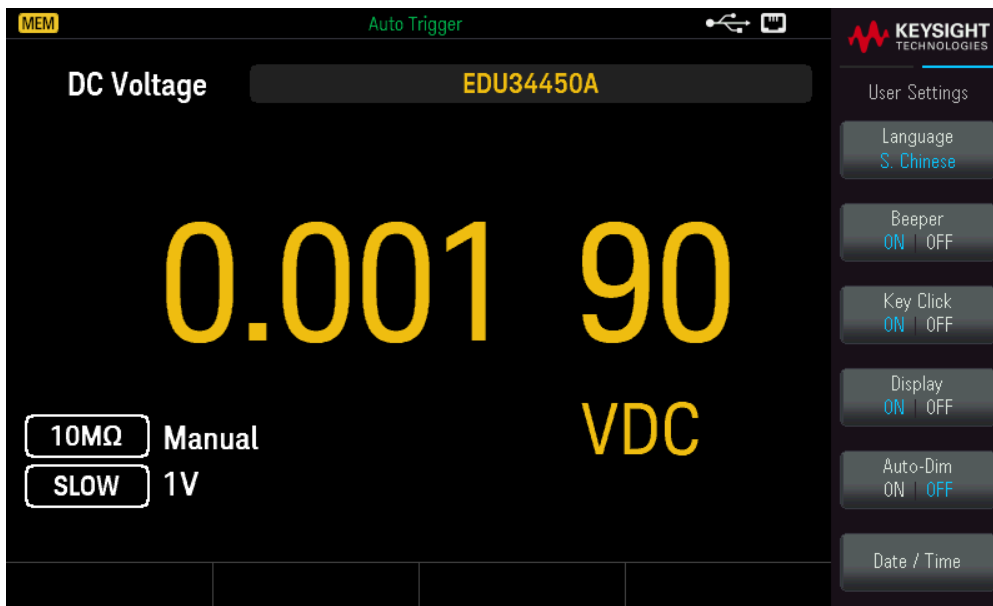 MEM
Auto Trigger
KEYSIGHT
TECHNOLOGIES
DC Voltage
EDU34450A
0.001 90
VDC
10MΩ Manual
SLOW 1V
User Settings
Language
S. Chinese
Beeper
ON | OFF
Key Click
ON | OFF
Display
ON | OFF
Auto-Dim
ON | OFF
Date / Time